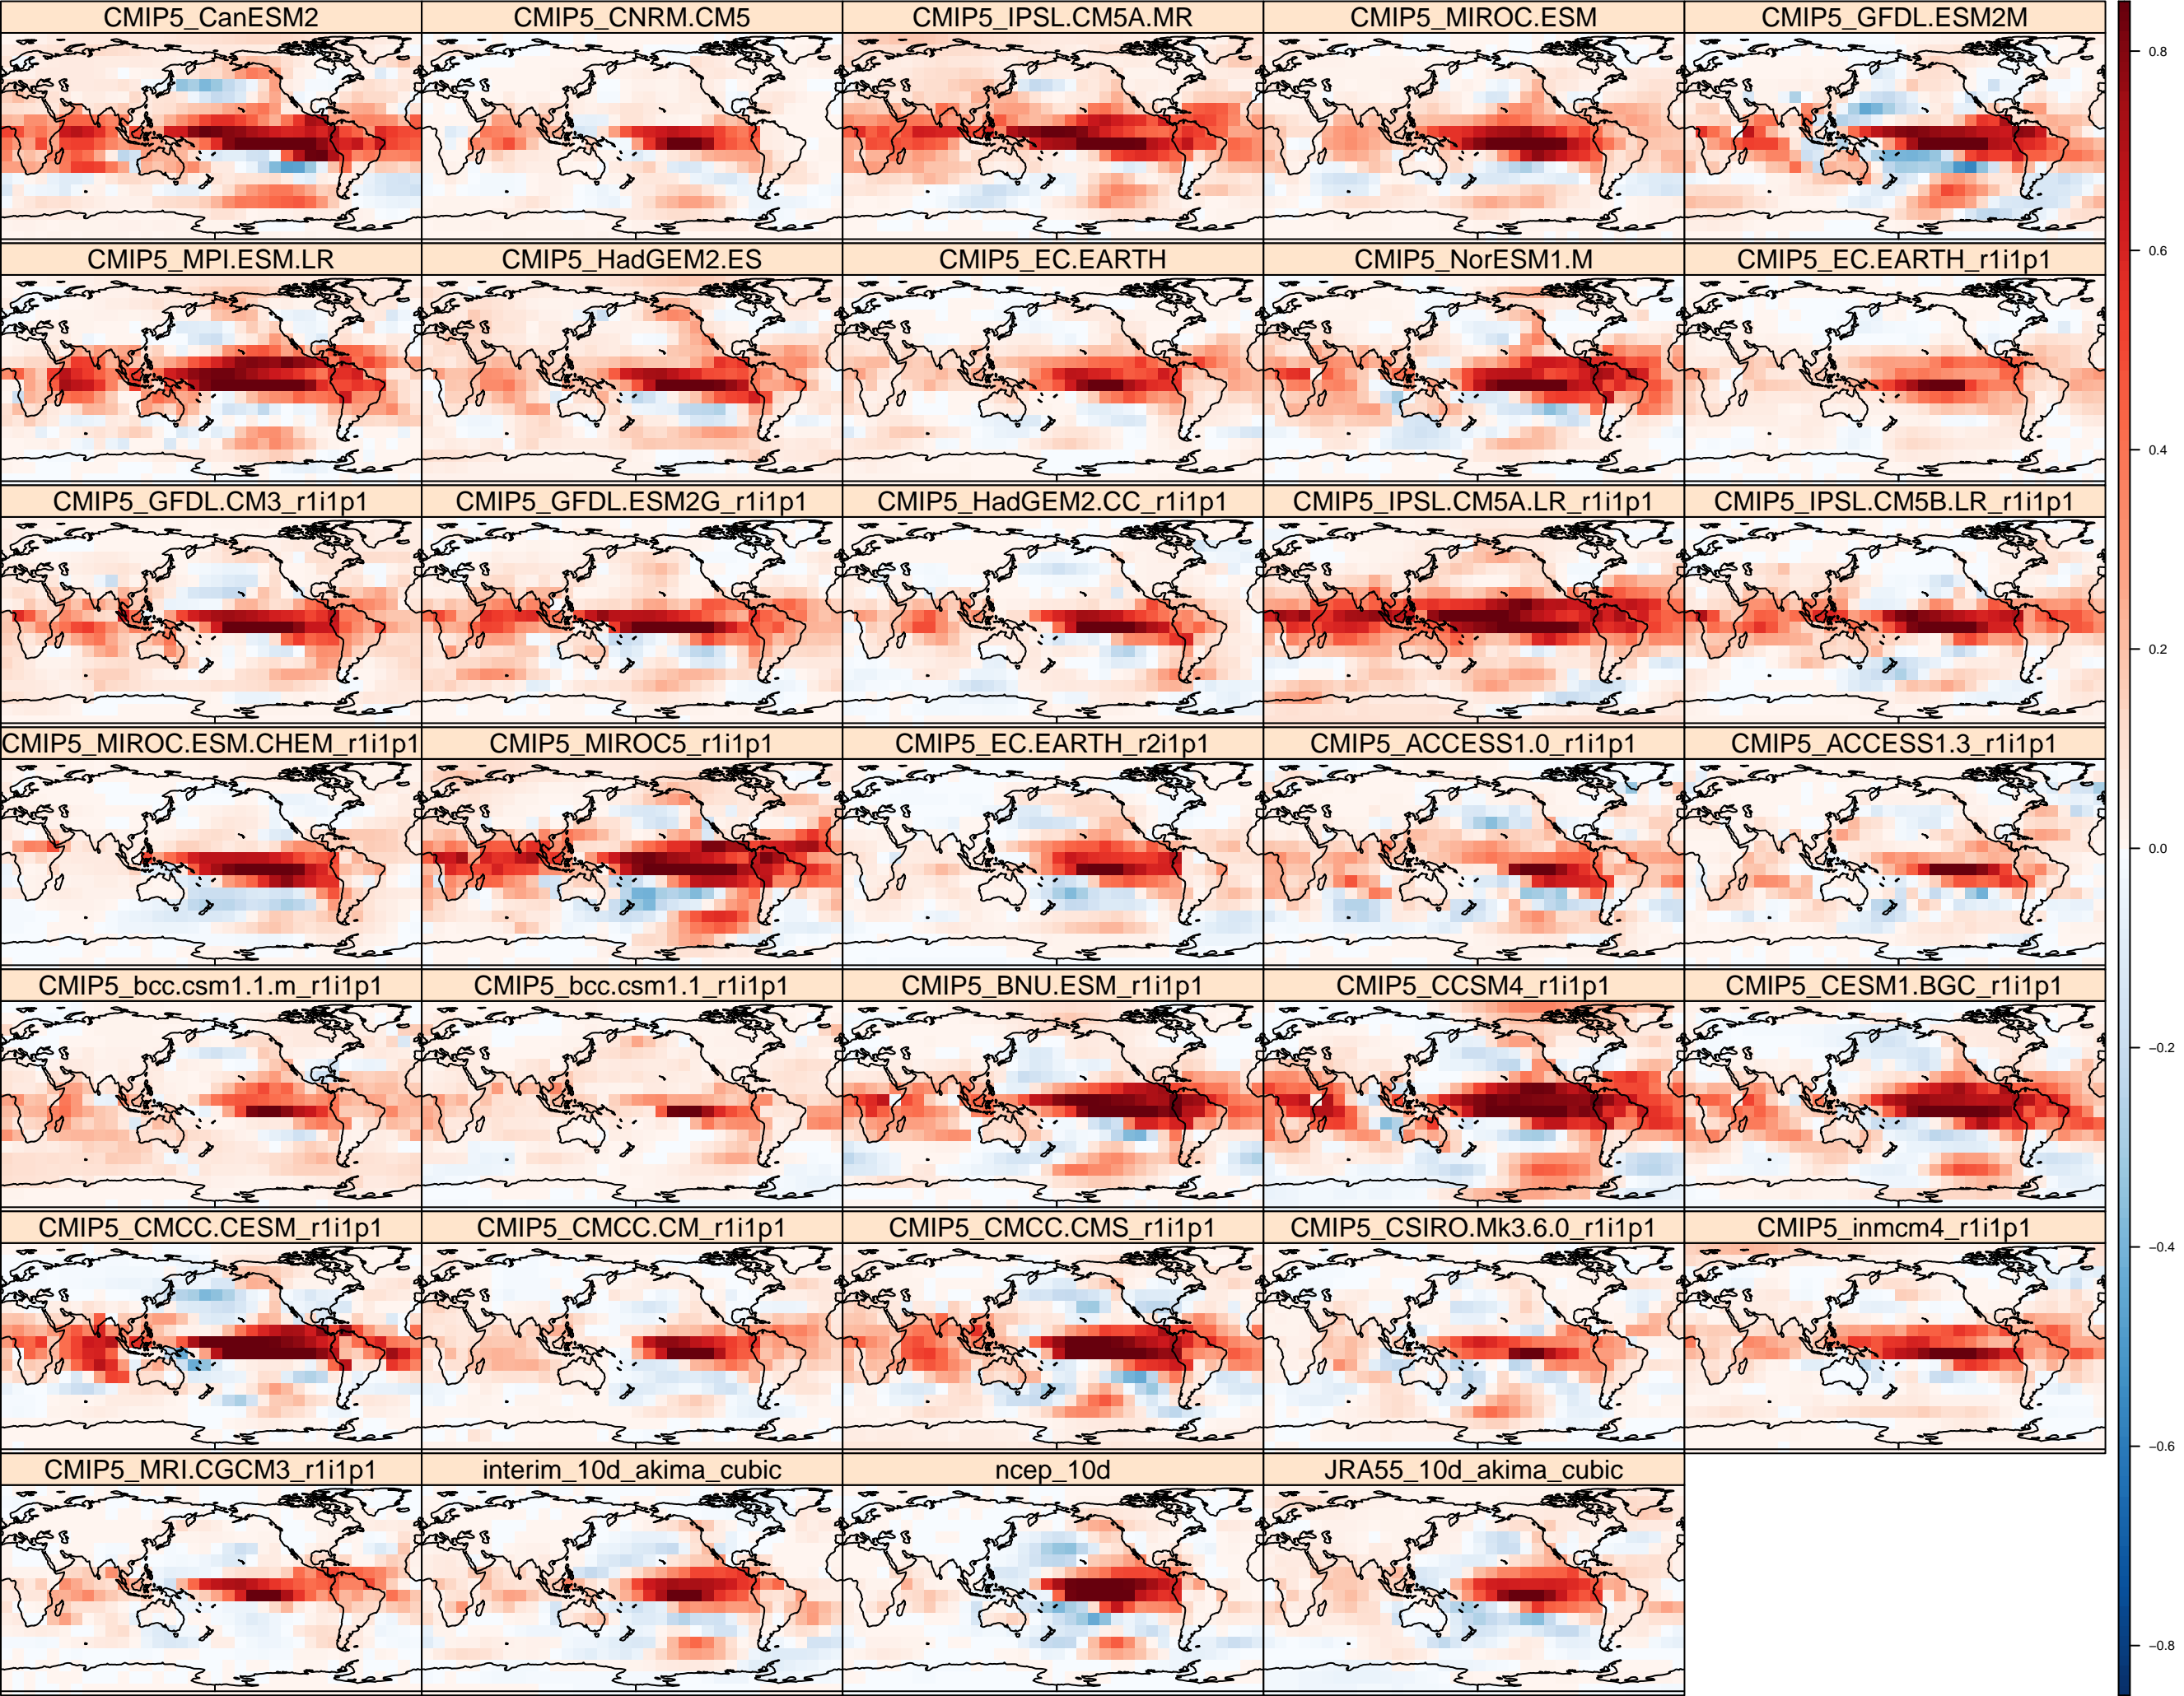 CMIP5_CanESM2
CMIP5_CNRM.CM5
CMIP5_IPSL.CM5A.MR
CMIP5_MIROC.ESM
CMIP5_GFDL.ESM2M
CMIP5_MPI.ESM.LR
CMIP5_HadGEM2.ES
CMIP5_EC.EARTH
CMIP5_NorESM1.M
CMIP5_EC.EARTH_r1i1p1
CMIP5_GFDL.CM3_r1i1p1
CMIP5_GFDL.ESM2G_r1i1p1
CMIP5_HadGEM2.CC_r1i1p1
CMIP5_IPSL.CM5A.LR_r1i1p1
CMIP5_IPSL.CM5B.LR_r1i1p1
CMIP5_MIROC.ESM.CHEM_r1i1p1
CMIP5_MIROC5_r1i1p1
CMIP5_EC.EARTH_r2i1p1
CMIP5_ACCESS1.0_r1i1p1
CMIP5_ACCESS1.3_r1i1p1
CMIP5_bcc.csm1.1.m_r1i1p1
CMIP5_bcc.csm1.1_r1i1p1
CMIP5_BNU.ESM_r1i1p1
CMIP5_CCSM4_r1i1p1
CMIP5_CESM1.BGC_r1i1p1
CMIP5_CMCC.CESM_r1i1p1
CMIP5_CMCC.CM_r1i1p1
CMIP5_CMCC.CMS_r1i1p1
CMIP5_CSIRO.Mk3.6.0_r1i1p1
CMIP5_inmcm4_r1i1p1
CMIP5_MRI.CGCM3_r1i1p1
interim_10d_akima_cubic
ncep_10d
JRA55_10d_akima_cubic
0.8
0.6
0.4
0.2
0.0
−0.2
−0.4
−0.6
−0.8